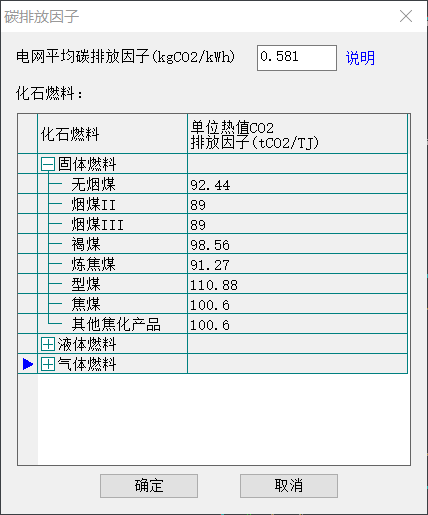 碳排放因子
电网平均碳排放因子(kgCO2/kWh) 0.581 说明
化石燃料：
化石燃料 单位热值CO2
排放因子(tCO2/TJ)
固体燃料
无烟煤 92.44
烟煤II 89
烟煤III 89
褐煤 98.56
炼焦煤 91.27
型煤 110.88
焦煤 100.6
其他焦化产品 100.6
液体燃料
气体燃料
确定 取消